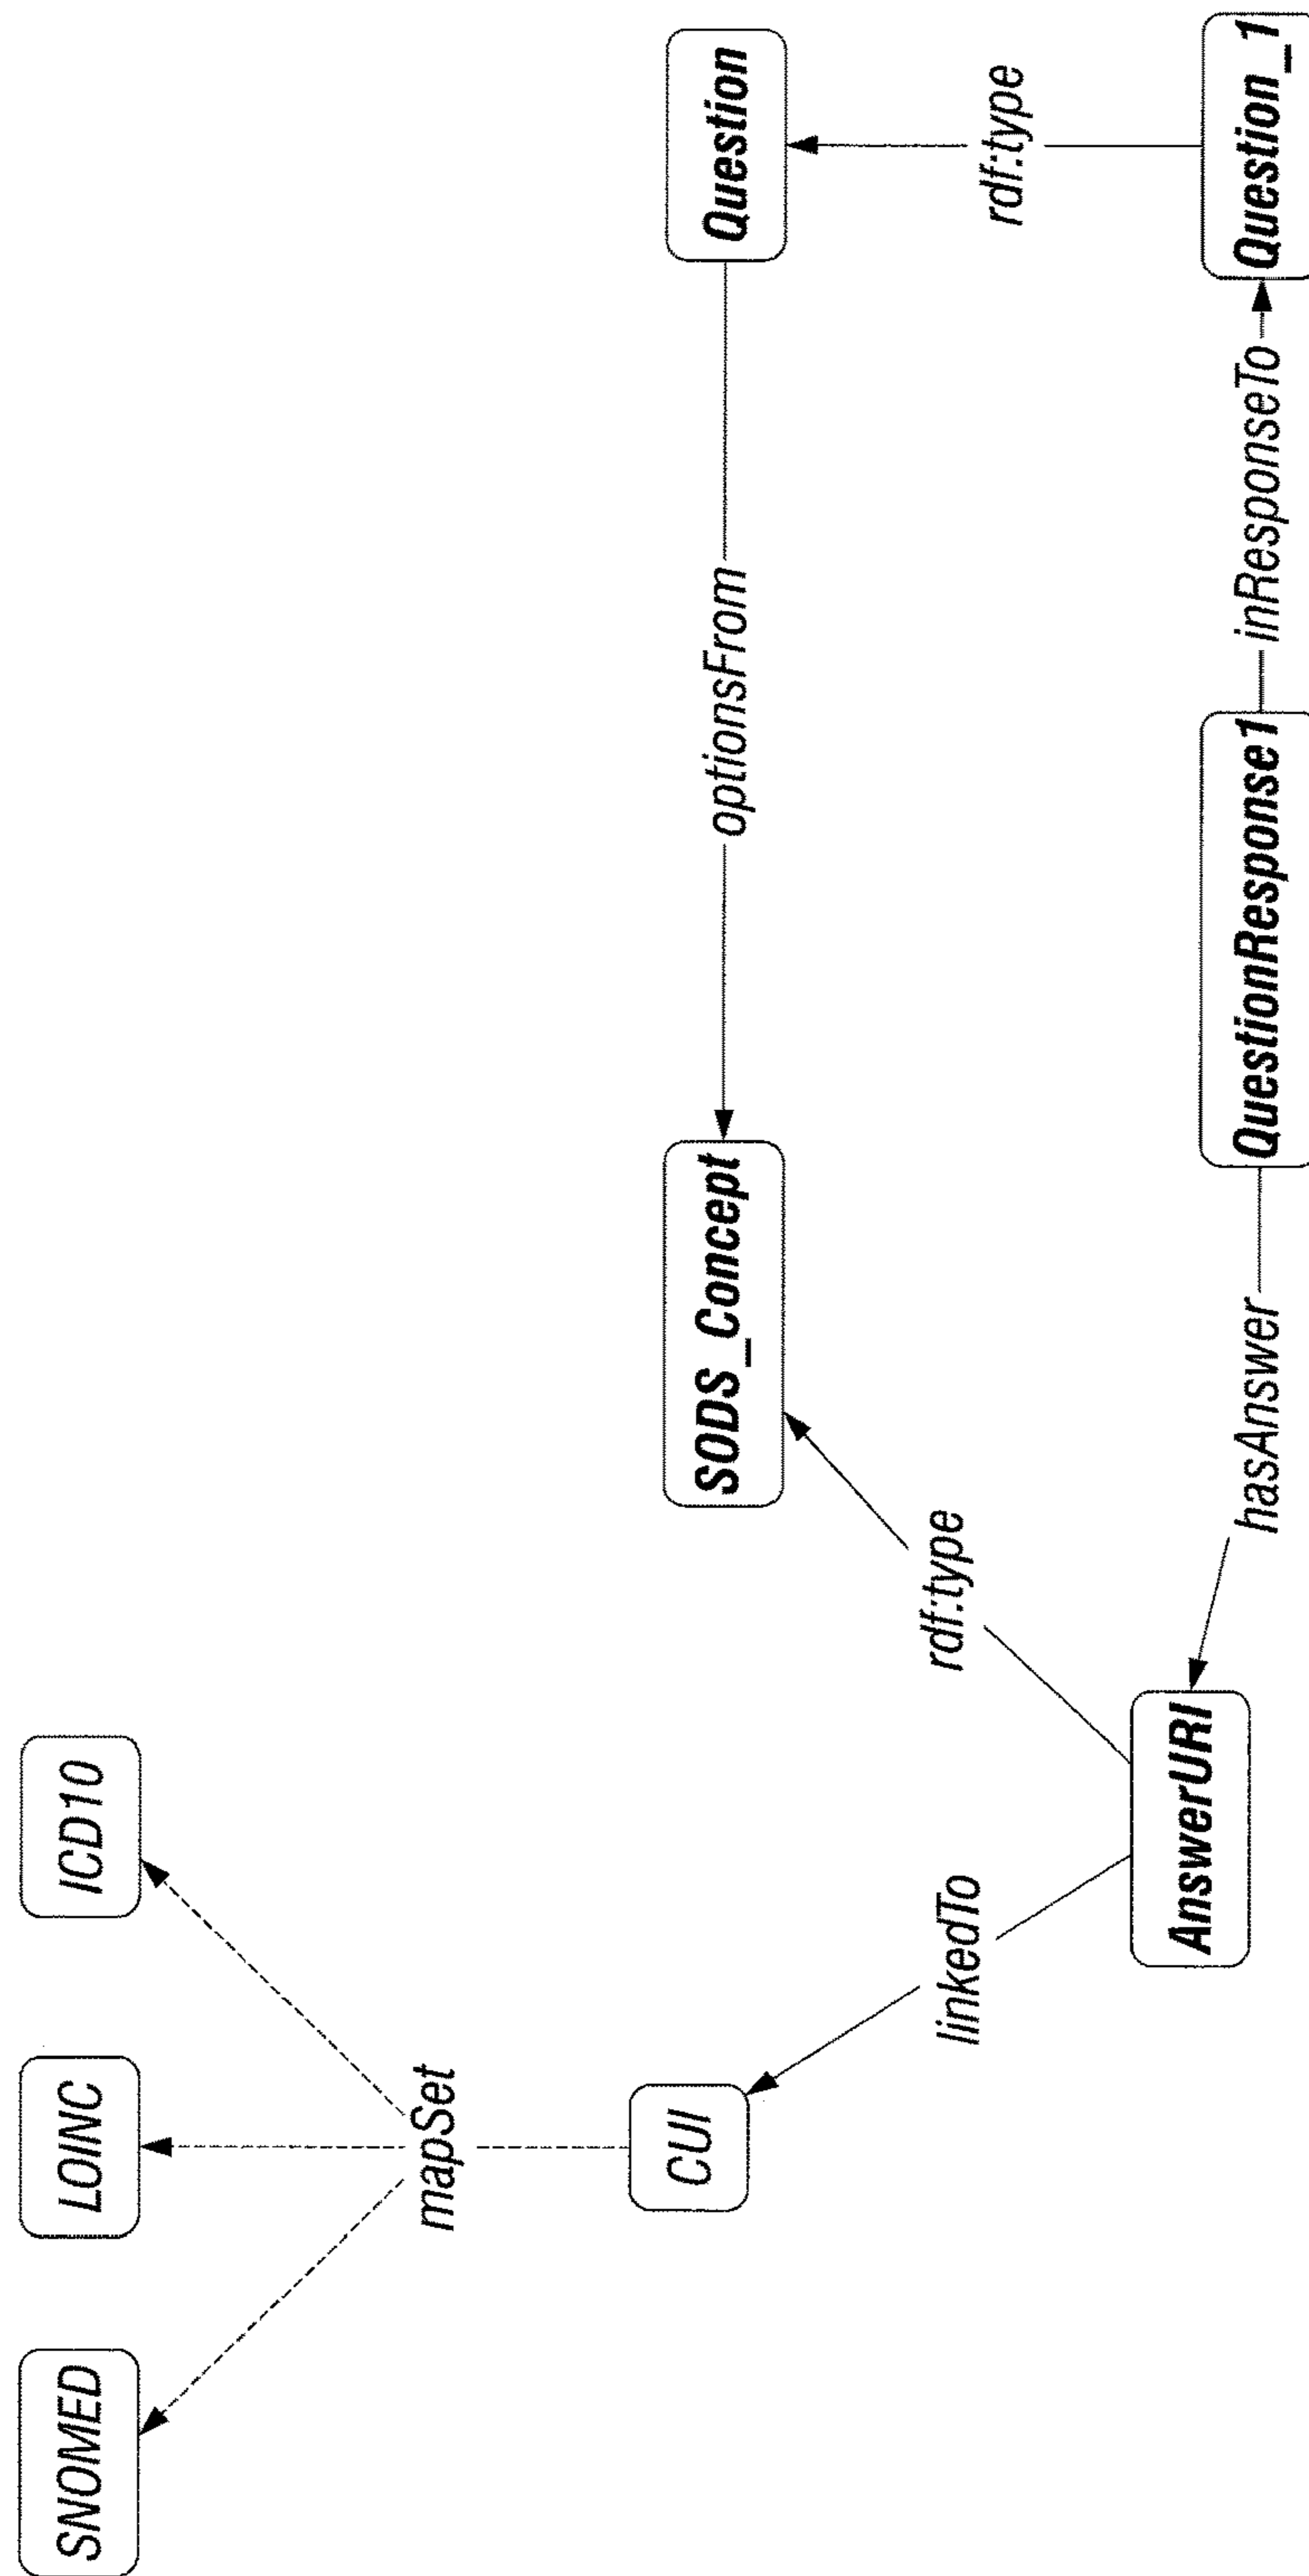 SNOMED
LOINC
ICD10
mapSet
CUI
SODS_Concept
optionsFrom
Question
linkedTo
rdf:type
rdf:type
AnswerURI
hasAnswer
QuestionResponse1
inResponseTo
Question_1